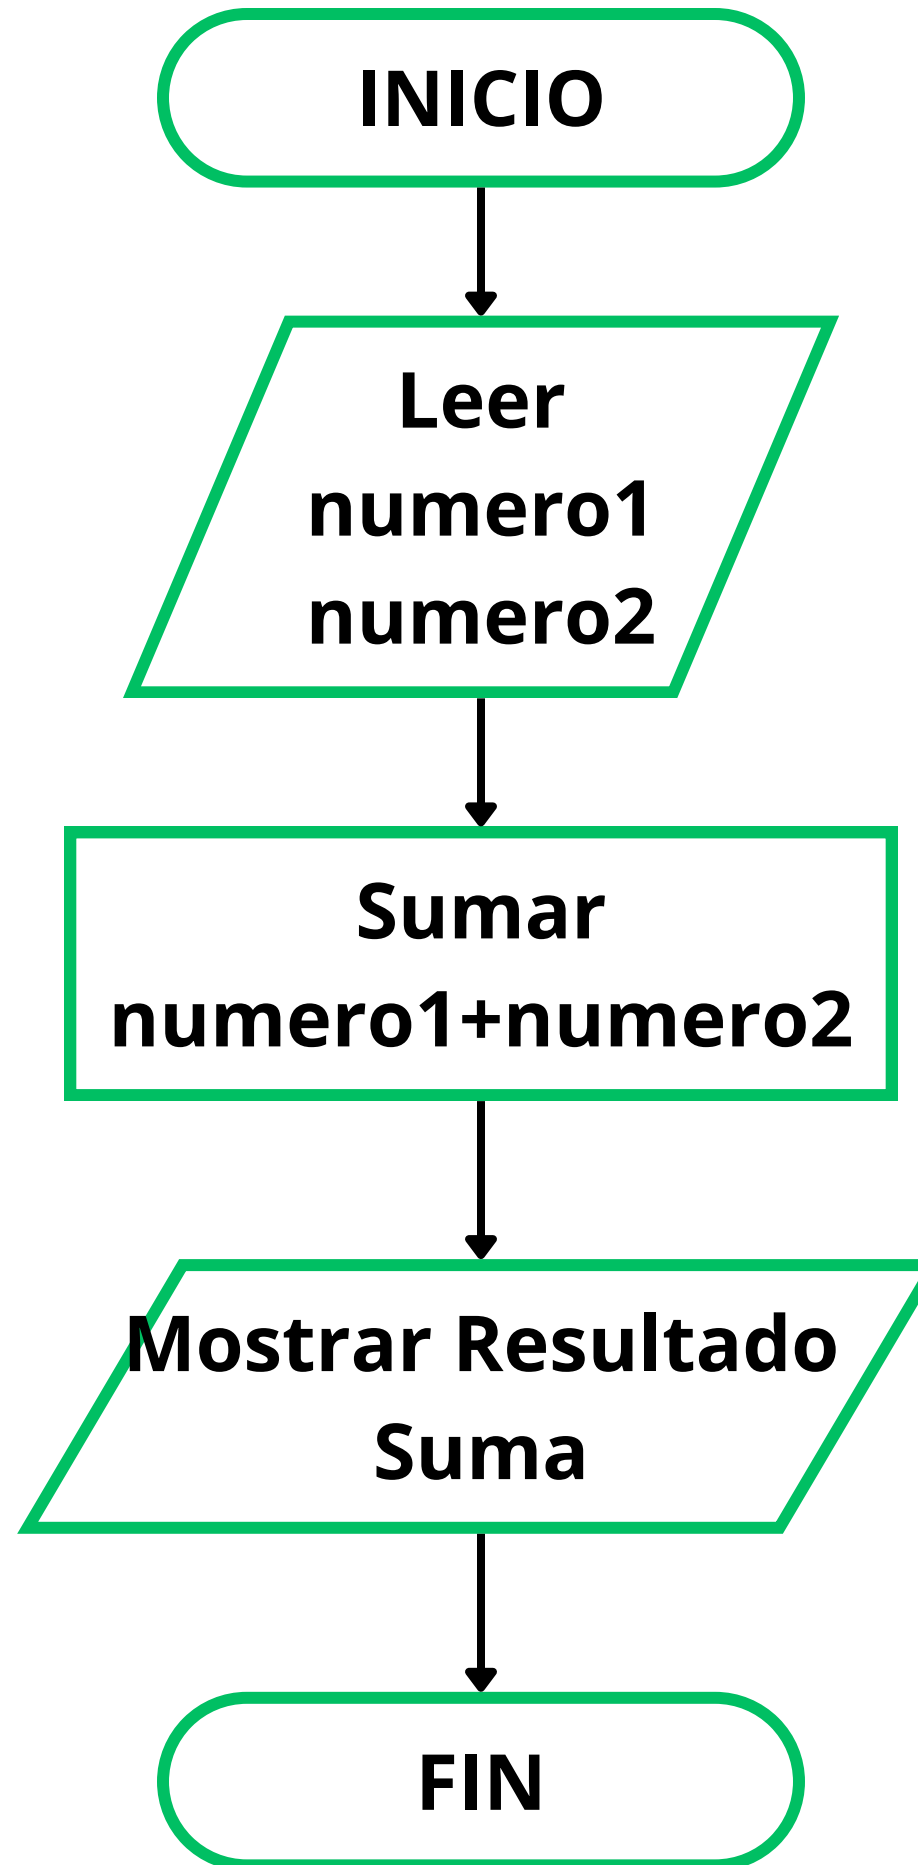 INICIO
Leer
numero1
numero2
Sumar
numero1+numero2
Mostrar Resultado
Suma
FIN